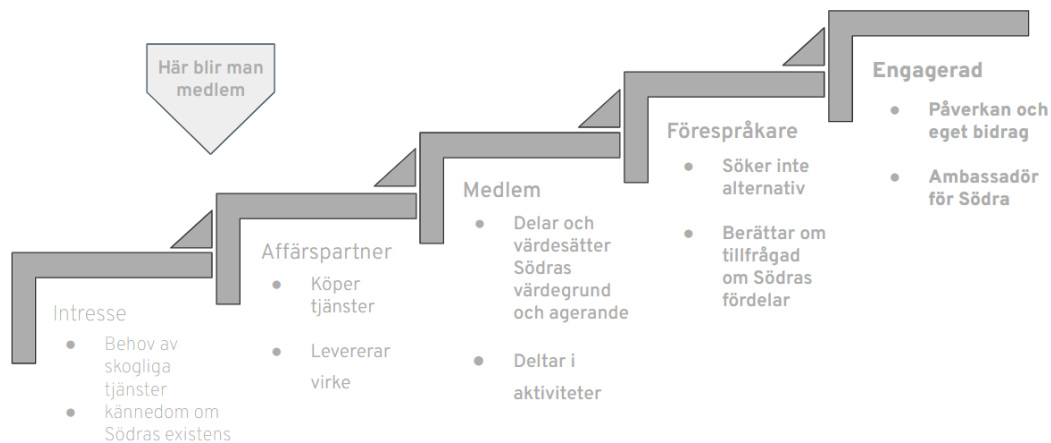 Här blir man
medlem
Intresse
● Behov av
skogliga
tjänster
● kännedom om
Södras existens
Affärspartner
● Köper
tjänster
● Levererar
virke
Medlem
● Delar och
värdesätter
Södras
värdegrund
och agerande
● Deltar i
aktiviteter
Förespråkare
● Söker inte
alternativ
● Berättar om
tillfrågad
om Södras
fördelar
Engagerad
● Påverkan och
eget bidrag
● Ambassadör
för Södra